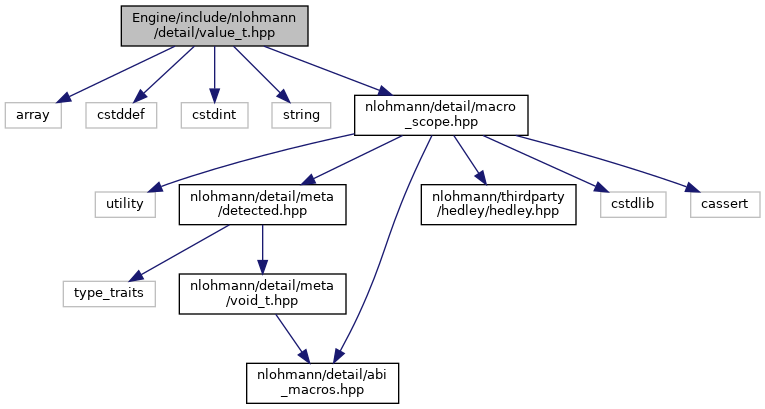 Engine/include/nlohmann
/detail/value_t.hpp
array
cstddef
cstdint
string
nlohmann/detail/macro
_scope.hpp
utility
nlohmann/detail/meta
/detected.hpp
nlohmann/thirdparty
/hedley/hedley.hpp
cstdlib
cassert
type_traits
nlohmann/detail/meta
/void_t.hpp
nlohmann/detail/abi
_macros.hpp